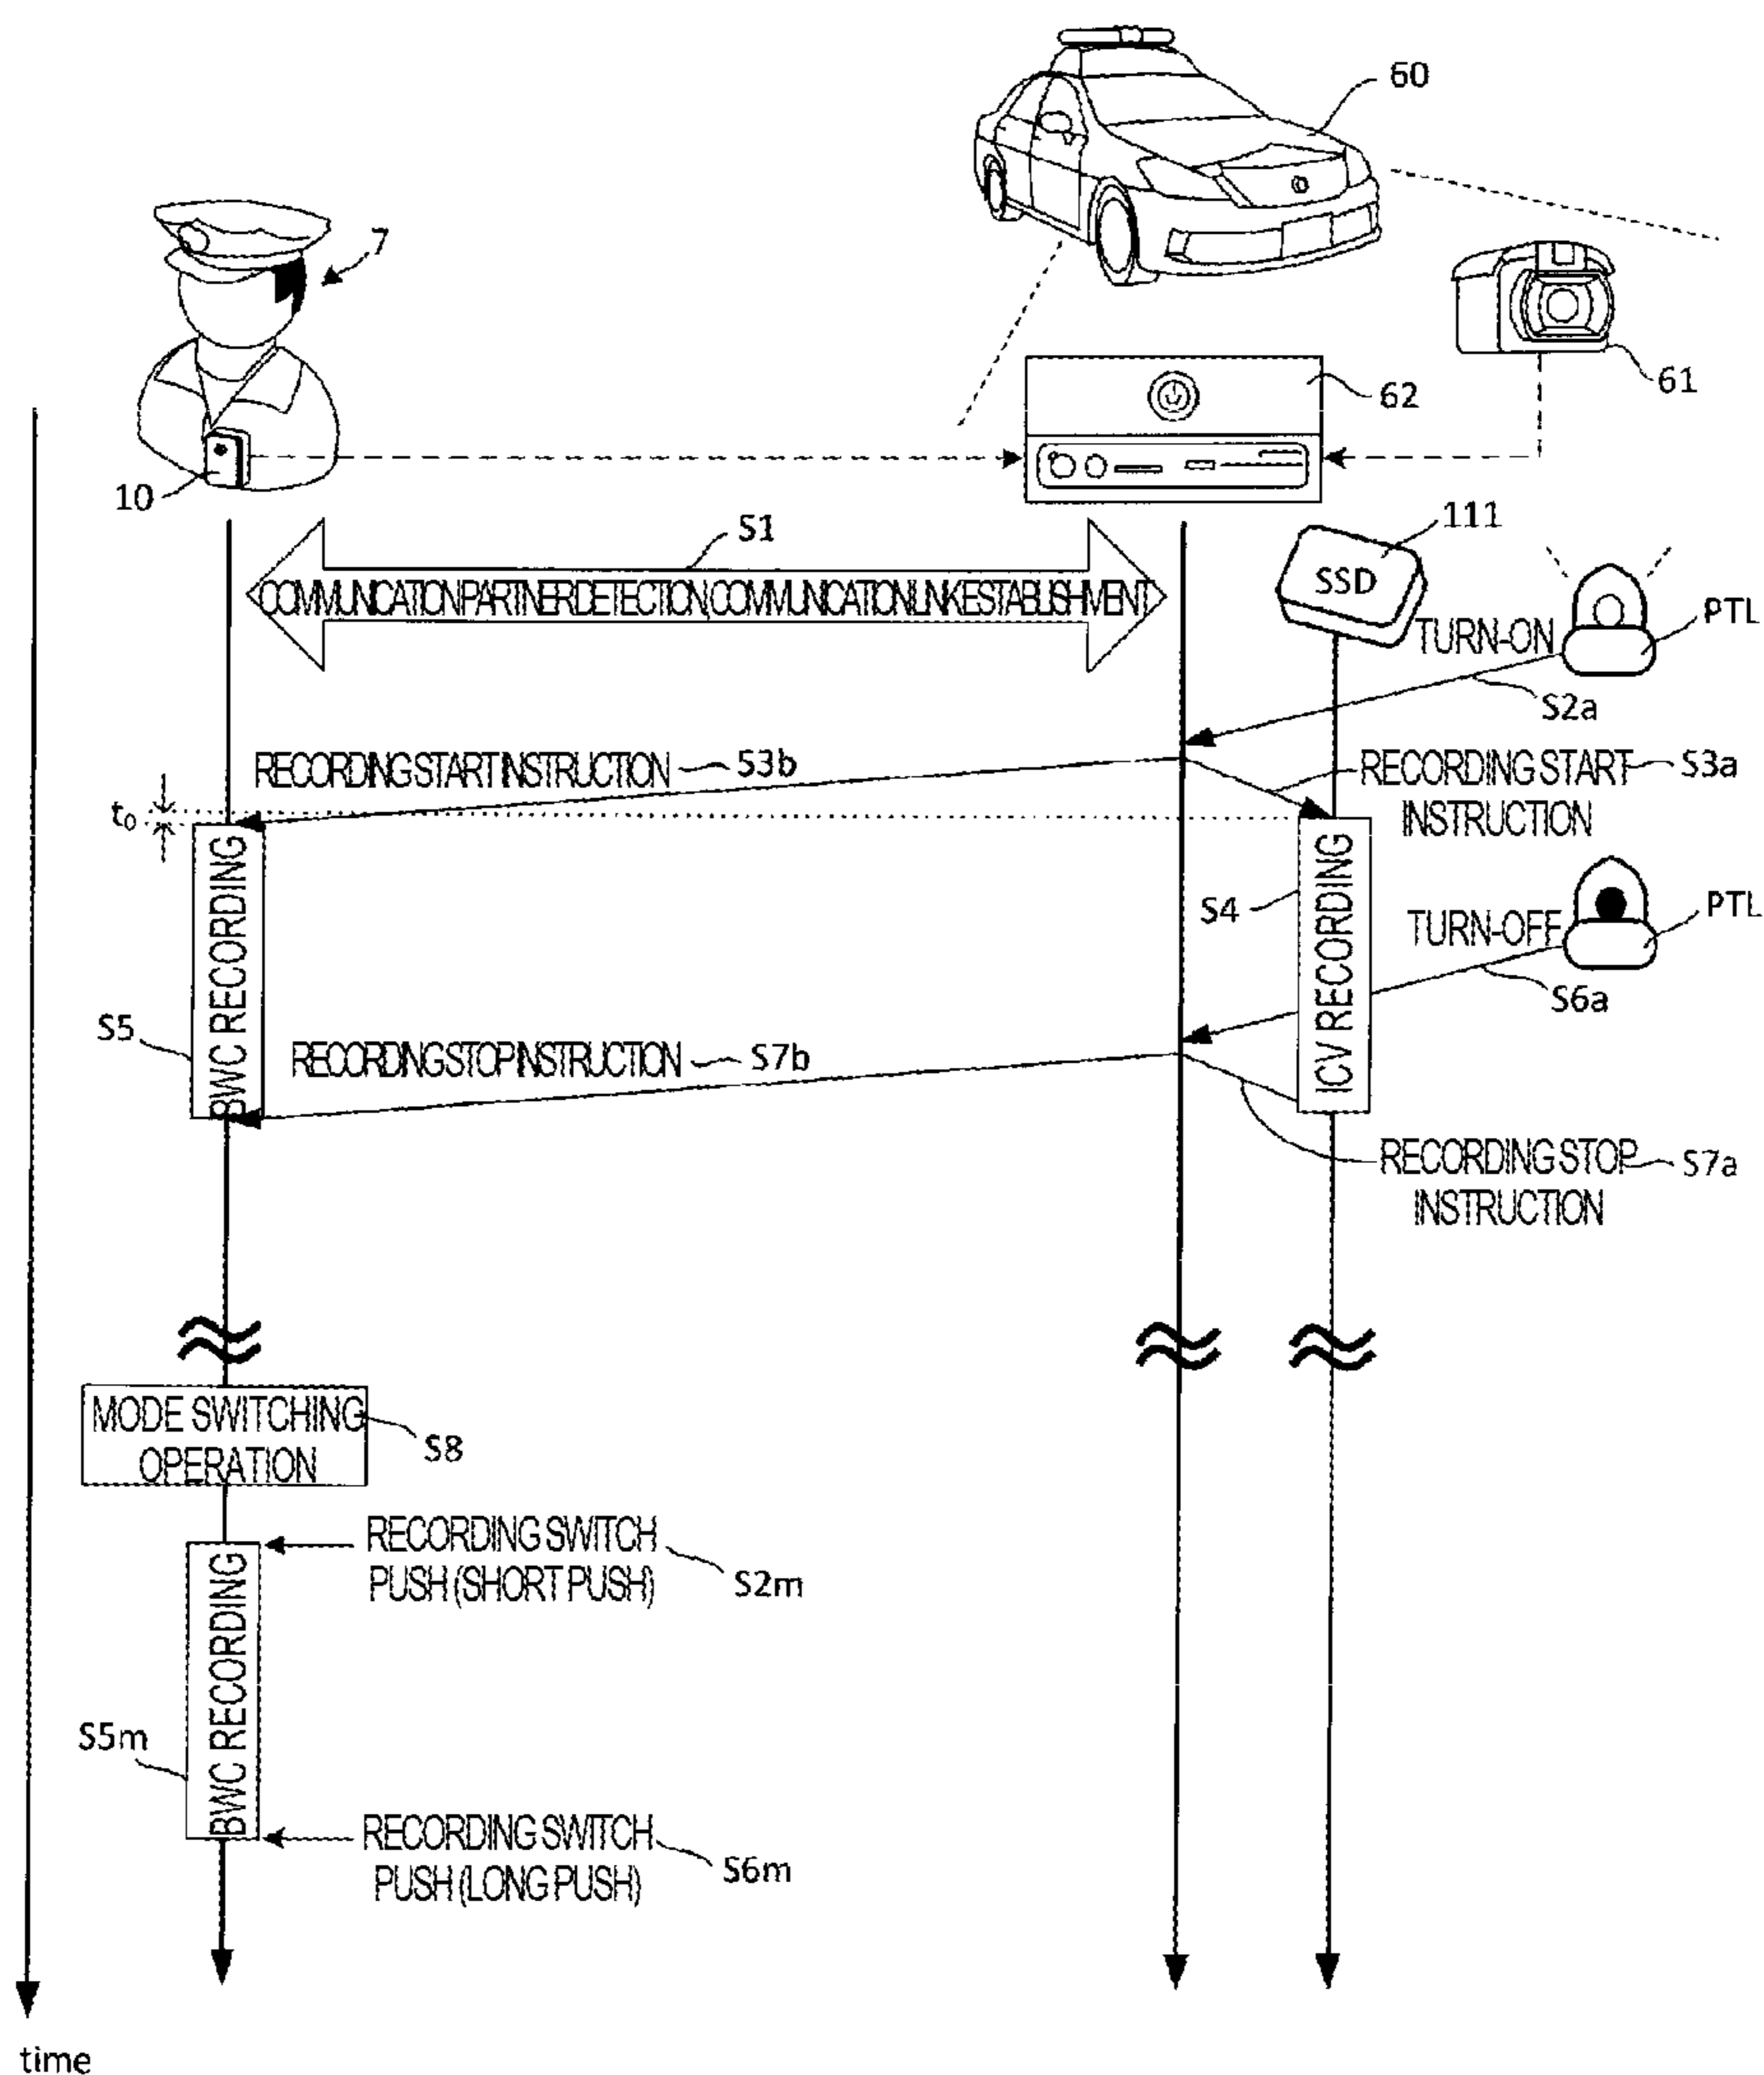 60
7
61
62
10
S1
111
COMMUNICATION PARTNER DETECTION, COMMUNICATION LINK ESTABLISHMENT
SSD
TURN-ON
PTL
S2a
RECORDING START INSTRUCTION
S3b
RECORDING START
INSTRUCTION
S3a
t0
BWC RECORDING
S5
ICV RECORDING
S4
TURN-OFF
PTL
S6a
RECORDING STOP INSTRUCTION
S7b
RECORDING STOP
INSTRUCTION
S7a
MODE SWITCHING
OPERATION
S8
RECORDING SWITCH
PUSH (SHORT PUSH)
S2m
BWC RECORDING
S5m
RECORDING SWITCH
PUSH (LONG PUSH)
S6m
time